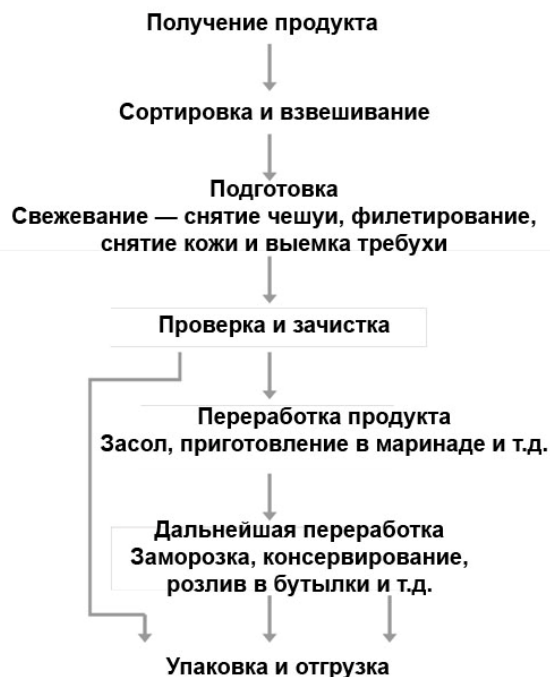 Получение продукта
Сортировка и взвешивание
Подготовка
Свежевание — снятие чешуи, филетирование,
снятие кожи и выемка требухи
Проверка и зачистка
Переработка продукта
Засол, приготовление в маринаде и т.д.
Дальнейшая переработка
Заморозка, консервирование,
розлив в бутылки и т.д.
Упаковка и отгрузка